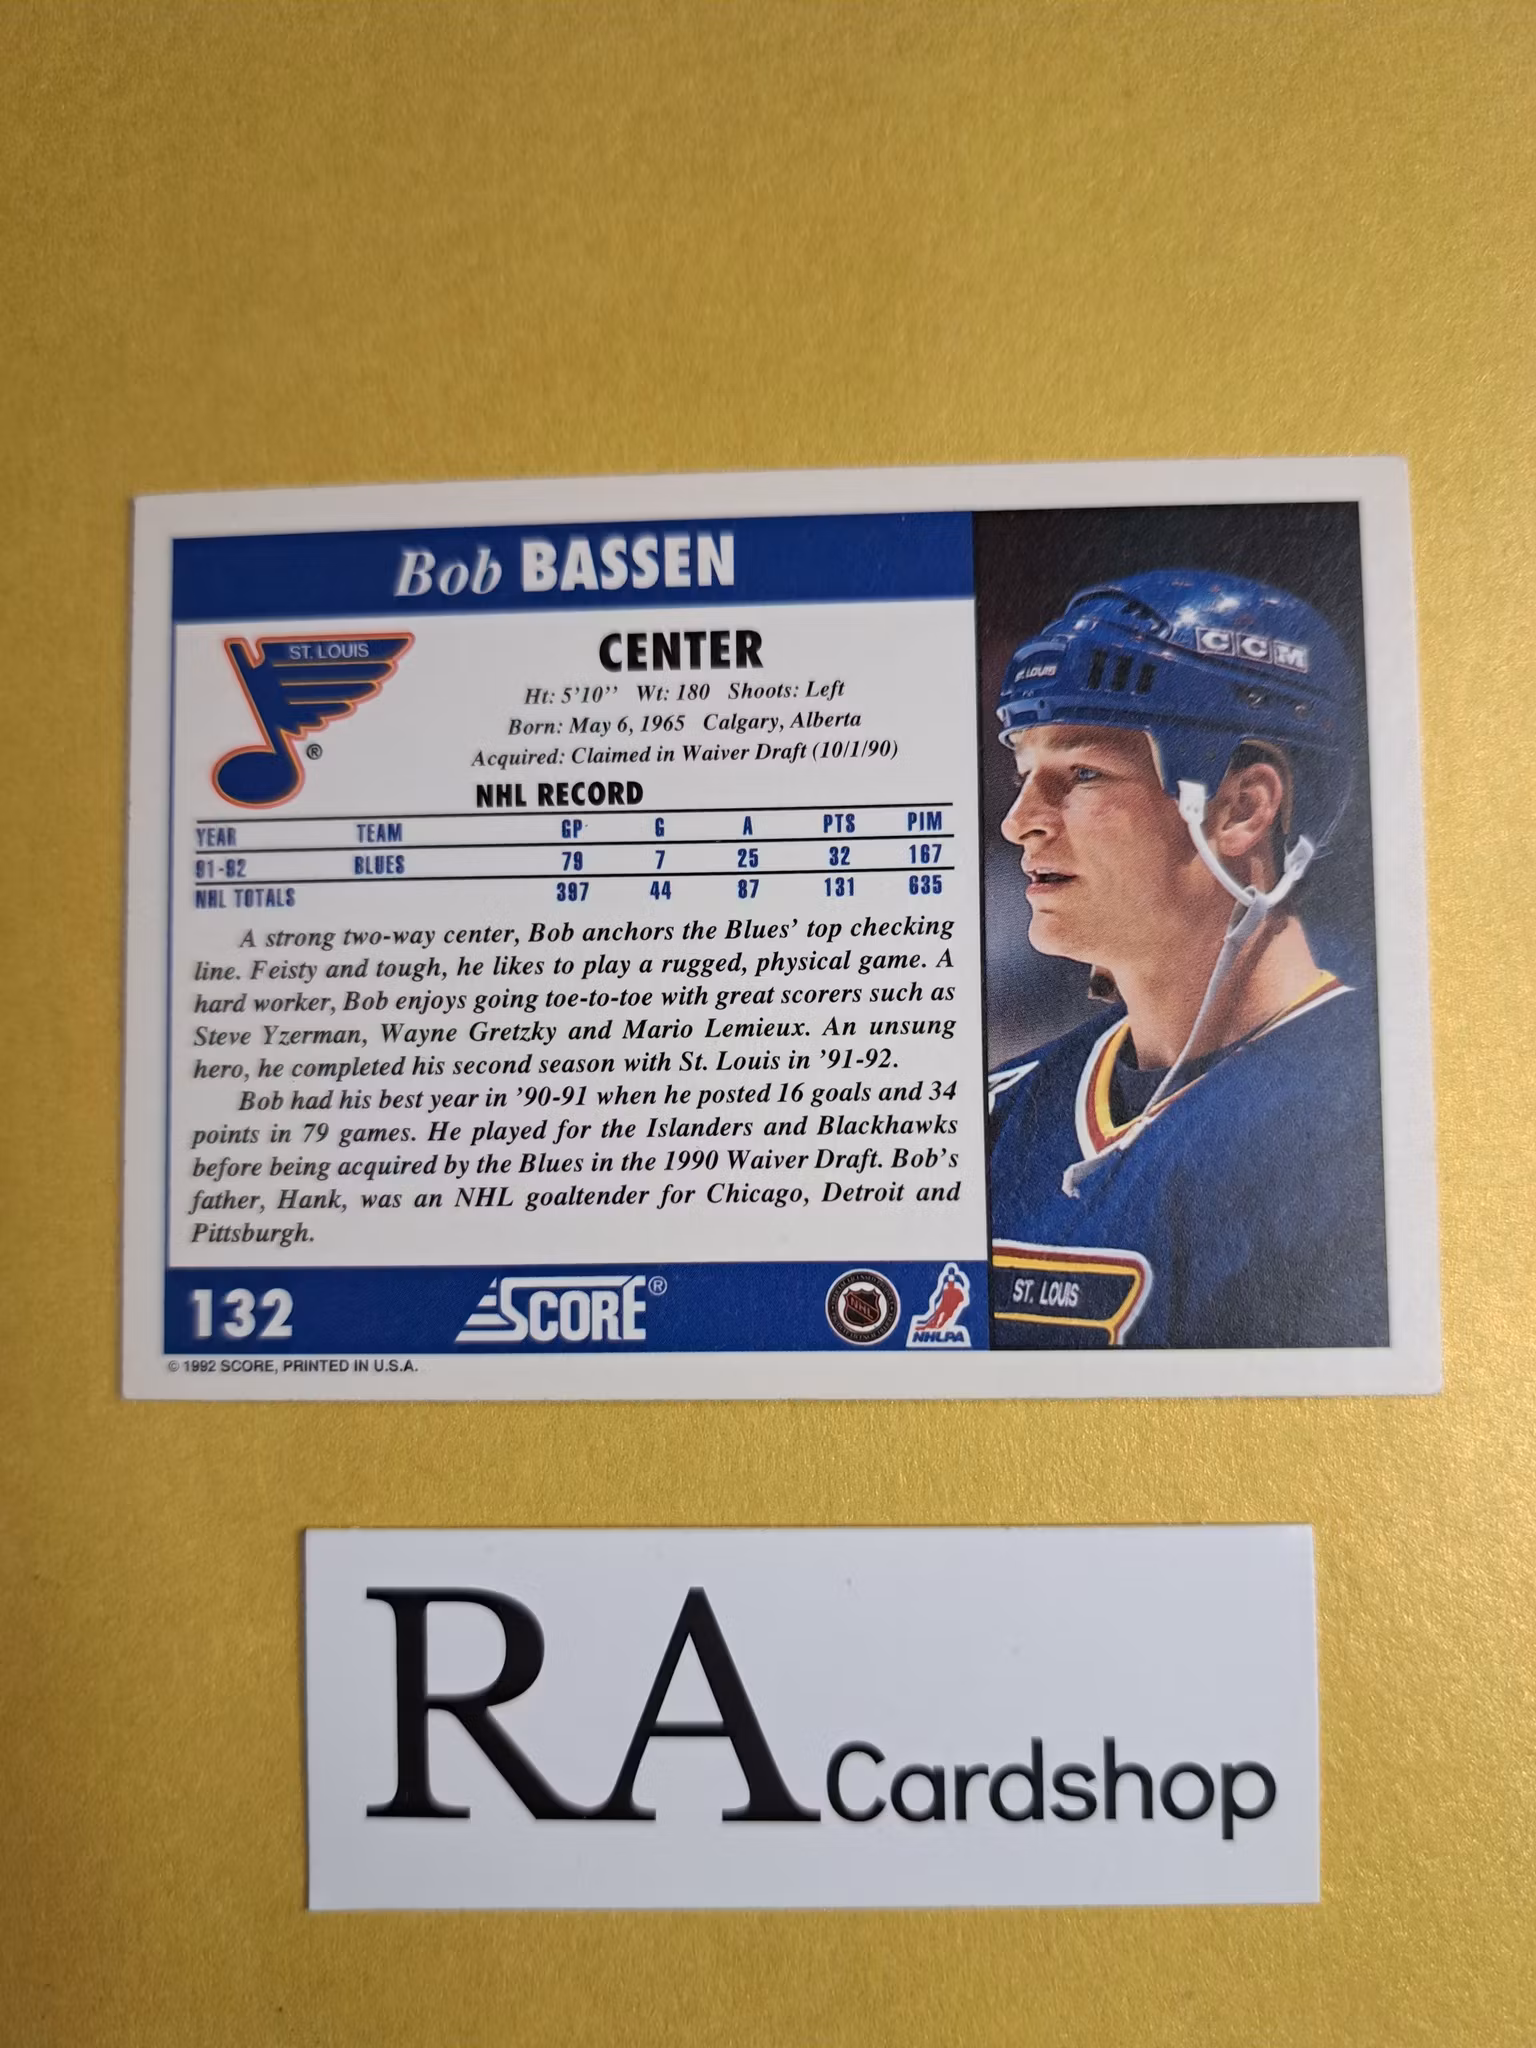 Bob BASSEN
ST. LOUIS
®
CENTER
Ht: 5'10'' Wt: 180 Shoots: Left
Born: May 6, 1965 Calgary, Alberta
Acquired: Claimed in Waiver Draft (10/1/90)
NHL RECORD
YEAR TEAM GP G A PTS PIM
91-92 BLUES 79 7 25 32 167
NHL TOTALS 397 44 87 131 635
A strong two-way center, Bob anchors the Blues' top checking
line. Feisty and tough, he likes to play a rugged, physical game. A
hard worker, Bob enjoys going toe-to-toe with great scorers such as
Steve Yzerman, Wayne Gretzky and Mario Lemieux. An unsung
hero, he completed his second season with St. Louis in '91-92.
Bob had his best year in '90-91 when he posted 16 goals and 34
points in 79 games. He played for the Islanders and Blackhawks
before being acquired by the Blues in the 1990 Waiver Draft. Bob's
father, Hank, was an NHL goaltender for Chicago, Detroit and
Pittsburgh.
132 SCORE®
NHL
NHLPA
© 1992 SCORE, PRINTED IN U.S.A.
CCM
ST. LOUIS
ST. LOUIS
RA Cardshop